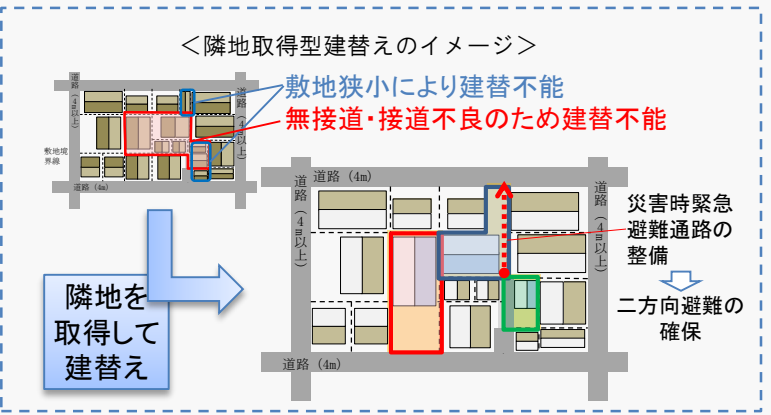 ＜隣地取得型建替えのイメージ＞
敷地狭小により建替不能
無接道・接道不良のため建替不能
道路
(4m以上)
道路
(4m以上)
敷地境
界線
道路 (4m)
隣地を
取得して
建替え
道路 (4m)
道路
(4m以上)
道路
(4m以上)
道路 (4m)
災害時緊急
避難通路の
整備
二方向避難の
確保